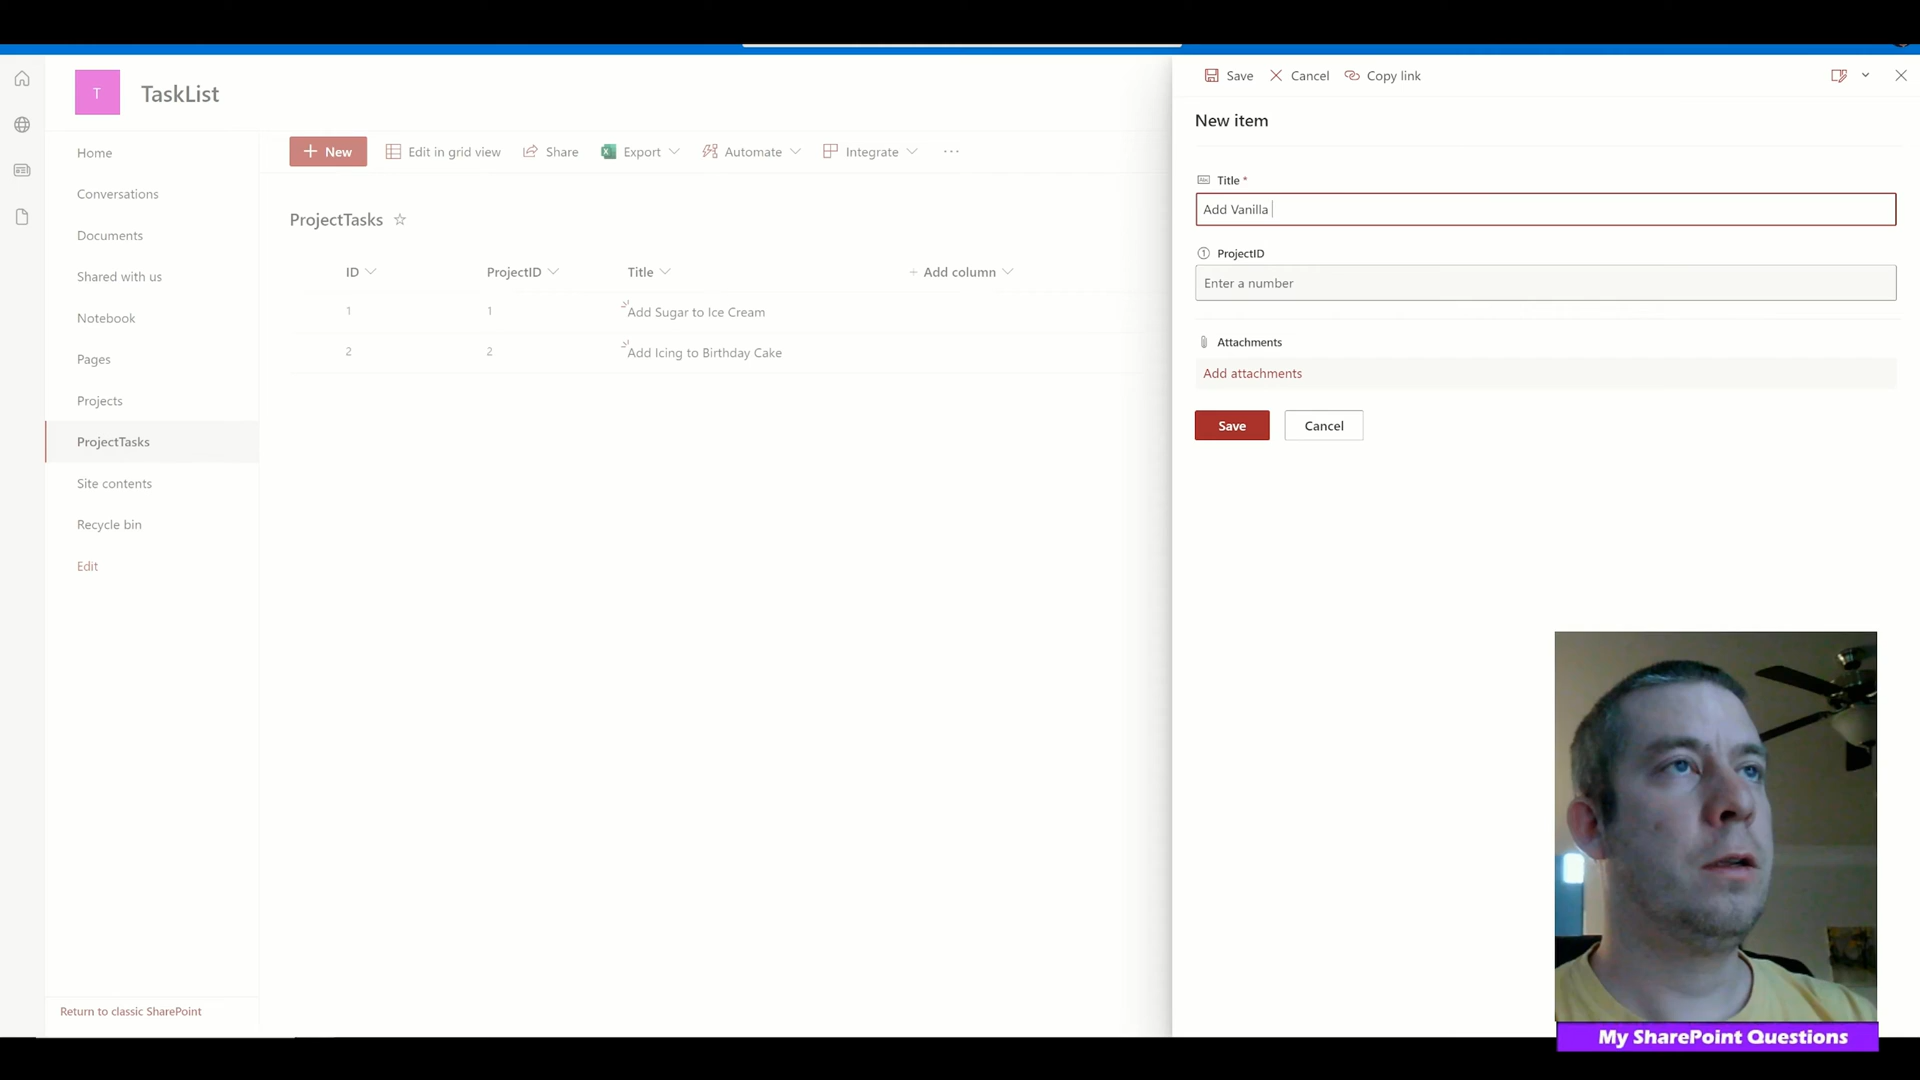 T
TaskList
Home
Conversations
Documents
Shared with us
Notebook
Pages
Projects
ProjectTasks
Site contents
Recycle bin
Edit
Return to classic SharePoint
+ New
Edit in grid view
Share
Export
Automate
Integrate
...
ProjectTasks
ID ProjectID Title + Add column
1 1 Add Sugar to Ice Cream
2 2 Add Icing to Birthday Cake
Save Cancel Copy link
New item
Abc Title *
Add Vanilla
1 ProjectID
Enter a number
Attachments
Add attachments
Save Cancel
My SharePoint Questions